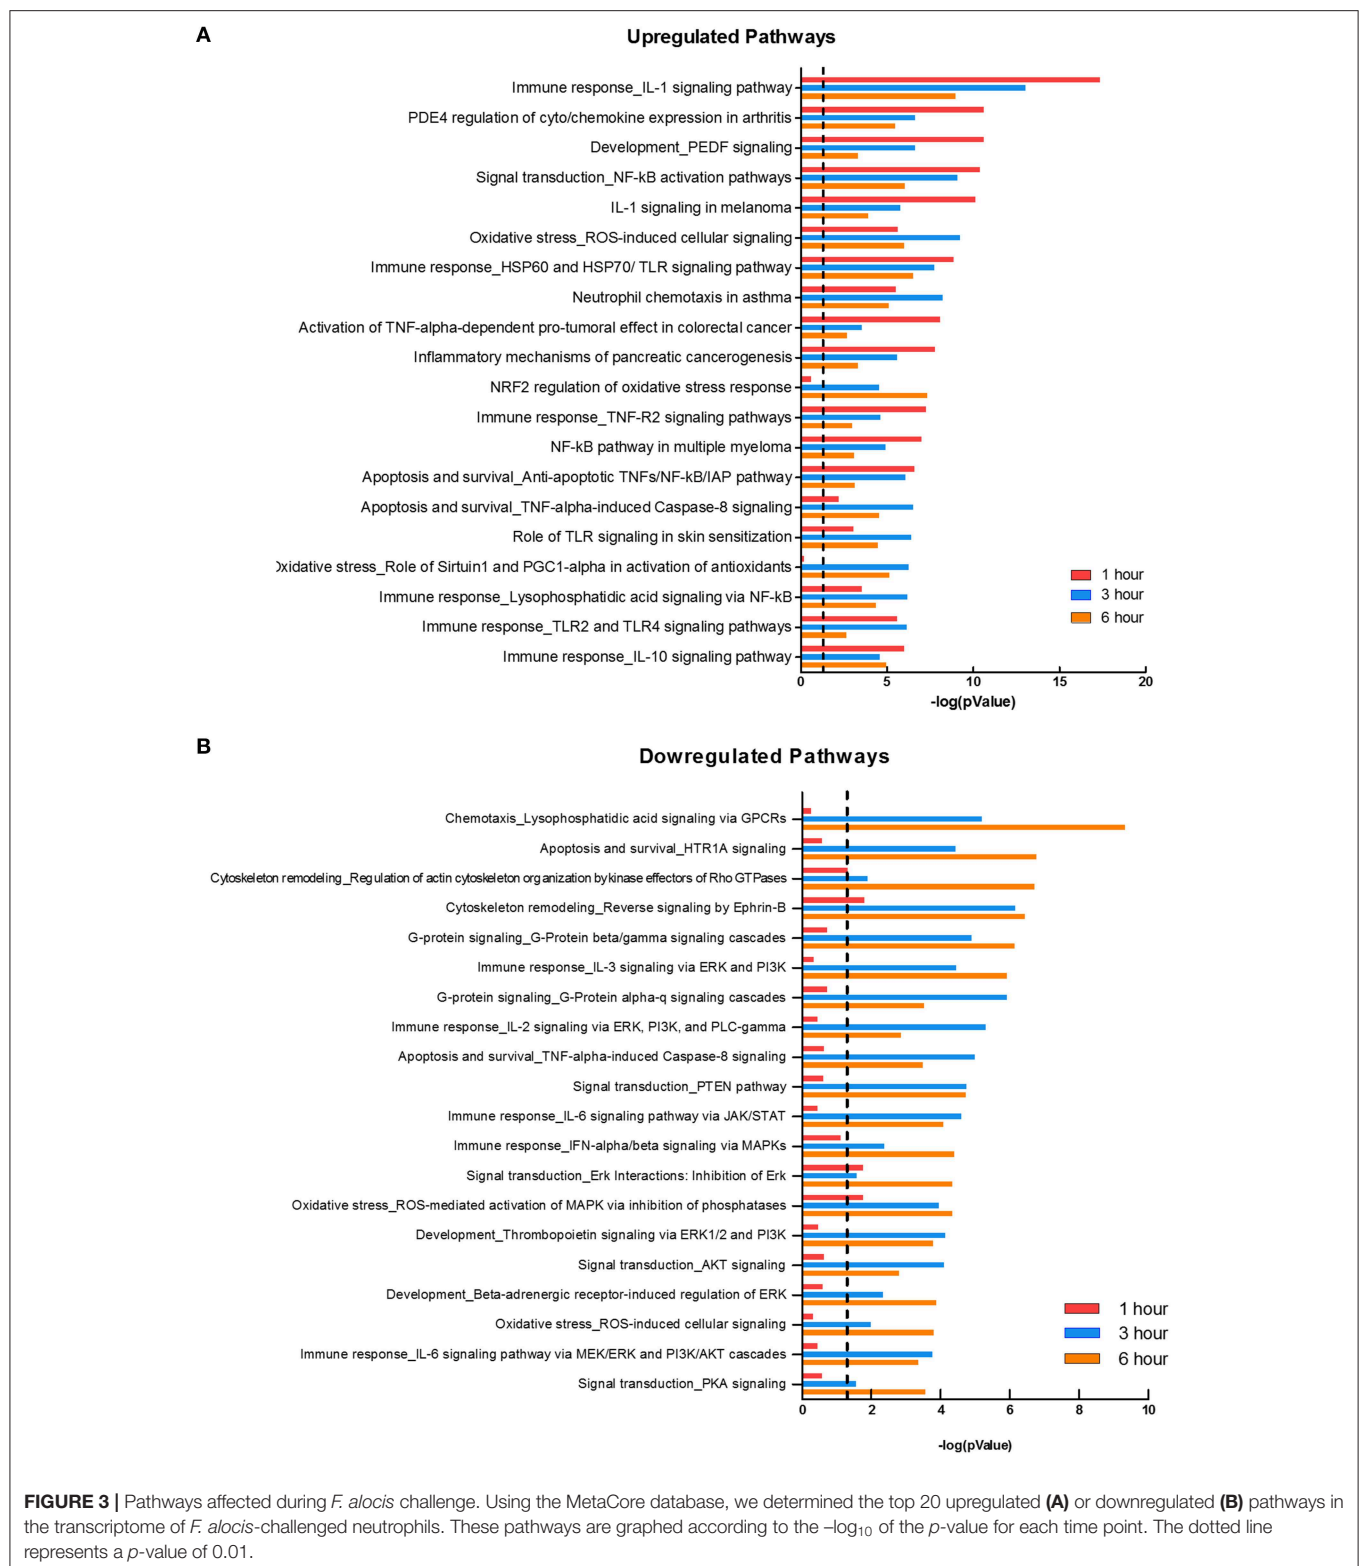 A
Upregulated Pathways
Immune response_IL-1 signaling pathway
PDE4 regulation of cyto/chemokine expression in arthritis
Development_PEDF signaling
Signal transduction_NF-kB activation pathways
IL-1 signaling in melanoma
Oxidative stress_ROS-induced cellular signaling
Immune response_HSP60 and HSP70/ TLR signaling pathway
Neutrophil chemotaxis in asthma
Activation of TNF-alpha-dependent pro-tumoral effect in colorectal cancer
Inflammatory mechanisms of pancreatic cancerogenesis
NRF2 regulation of oxidative stress response
Immune response_TNF-R2 signaling pathways
NF-kB pathway in multiple myeloma
Apoptosis and survival_Anti-apoptotic TNFs/NF-kB/IAP pathway
Apoptosis and survival_TNF-alpha-induced Caspase-8 signaling
Role of TLR signaling in skin sensitization
Oxidative stress_Role of Sirtuin1 and PGC1-alpha in activation of antioxidants
Immune response_Lysophosphatidic acid signaling via NF-kB
Immune response_TLR2 and TLR4 signaling pathways
Immune response_IL-10 signaling pathway
1 hour
3 hour
6 hour
0 5 10 15 20
-log(pValue)
B
Dowregulated Pathways
Chemotaxis_Lysophosphatidic acid signaling via GPCRs
Apoptosis and survival_HTR1A signaling
Cytoskeleton remodeling_Regulation of actin cytoskeleton organization bykinase effectors of Rho GTPases
Cytoskeleton remodeling_Reverse signaling by Ephrin-B
G-protein signaling_G-Protein beta/gamma signaling cascades
Immune response_IL-3 signaling via ERK and PI3K
G-protein signaling_G-Protein alpha-q signaling cascades
Immune response_IL-2 signaling via ERK, PI3K, and PLC-gamma
Apoptosis and survival_TNF-alpha-induced Caspase-8 signaling
Signal transduction_PTEN pathway
Immune response_IL-6 signaling pathway via JAK/STAT
Immune response_IFN-alpha/beta signaling via MAPKs
Signal transduction_Erk Interactions: Inhibition of Erk
Oxidative stress_ROS-mediated activation of MAPK via inhibition of phosphatases
Development_Thrombopoietin signaling via ERK1/2 and PI3K
Signal transduction_AKT signaling
Development_Beta-adrenergic receptor-induced regulation of ERK
Oxidative stress_ROS-induced cellular signaling
Immune response_IL-6 signaling pathway via MEK/ERK and PI3K/AKT cascades
Signal transduction_PKA signaling
1 hour
3 hour
6 hour
0 2 4 6 8 10
-log(pValue)
FIGURE 3 | Pathways affected during F. alocis challenge. Using the MetaCore database, we determined the top 20 upregulated (A) or downregulated (B) pathways in
the transcriptome of F. alocis-challenged neutrophils. These pathways are graphed according to the –log10 of the p-value for each time point. The dotted line
represents a p-value of 0.01.